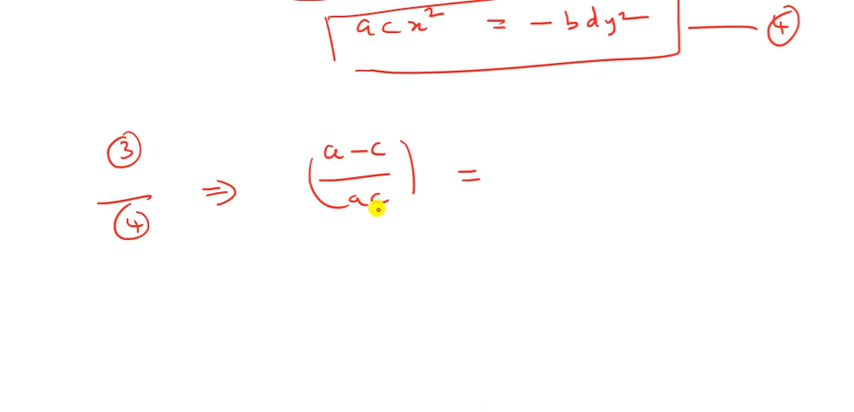 acx² = -bdy² —— ④
③/④ ⇒ (a-c/ac) =